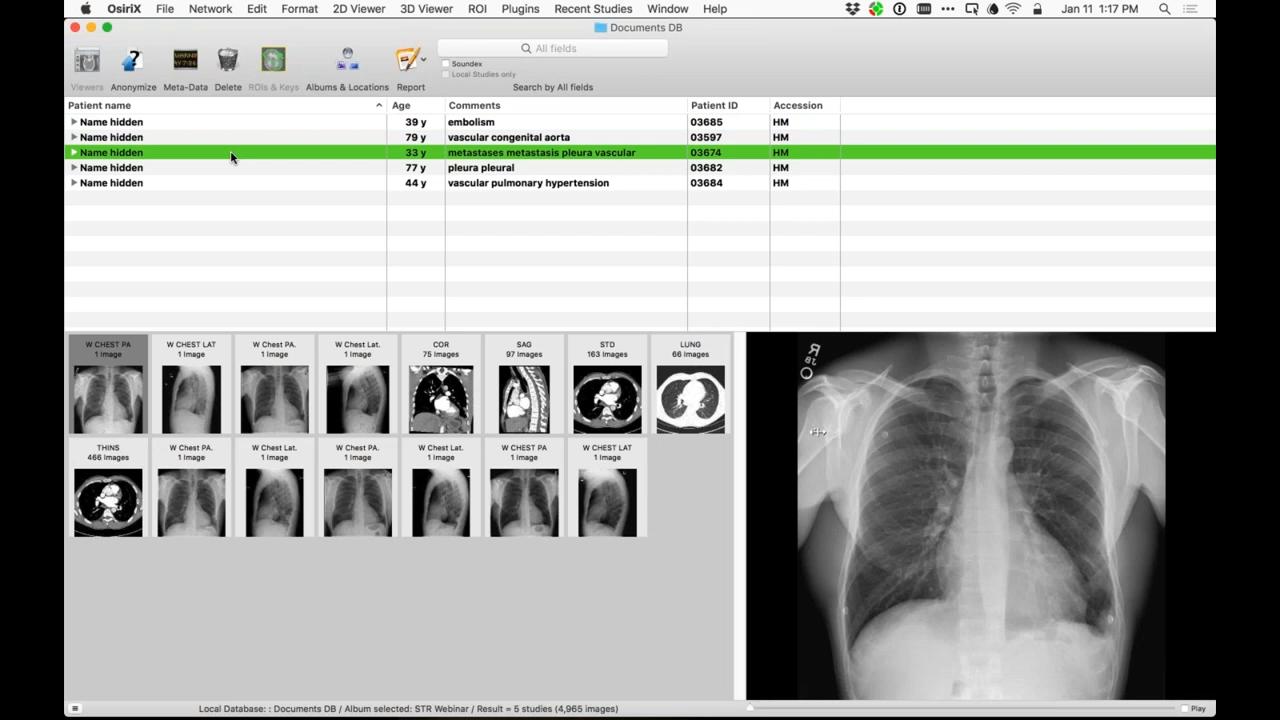 OsiriX File Network Edit Format 2D Viewer 3D Viewer ROI Plugins Recent Studies Window Help Jan 11 1:17 PM
Documents DB
All fields
Soundex
Local Studies only
Viewers Anonymize Meta-Data Delete ROIs & Keys Albums & Locations Report Search by All fields
Patient name Age Comments Patient ID Accession
Name hidden 39 y embolism 03685 HM
Name hidden 79 y vascular congenital aorta 03597 HM
Name hidden 33 y metastases metastasis pleura vascular 03674 HM
Name hidden 77 y pleura pleural 03682 HM
Name hidden 44 y vascular pulmonary hypertension 03684 HM
W CHEST PA W CHEST LAT W Chest PA. W Chest Lat. COR SAG STD LUNG
1 Image 1 Image 1 Image 1 Image 75 Images 97 Images 163 Images 66 Images
THINS W Chest PA. W Chest Lat. W Chest PA. W Chest Lat. W Chest PA W CHEST LAT
466 Images 1 Image 1 Image 1 Image 1 Image 1 Image 1 Image
R
Local Database: : Documents DB / Album selected: STR Webinar / Result = 5 studies (4,965 images) Play